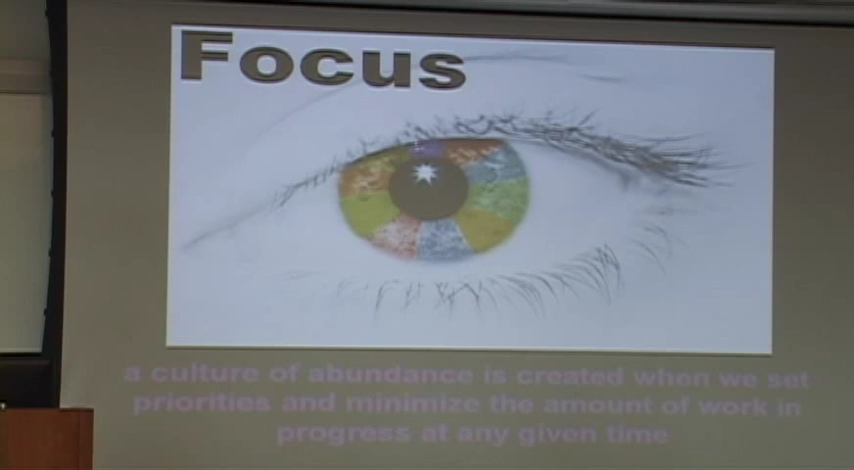 Focus
a culture of abundance is created when we set
priorities and minimize the amount of work in
progress at any given time